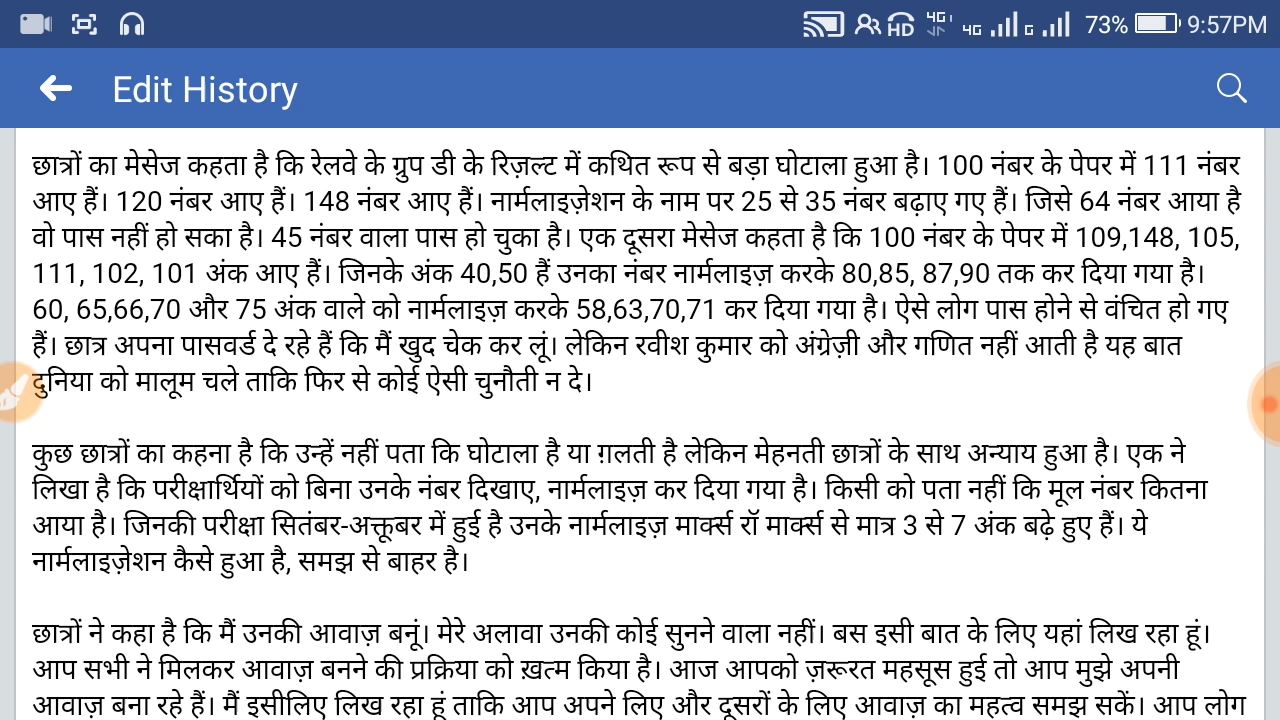 HD 4G 4G G 73% 9:57PM
Edit History
छात्रों का मेसेज कहता है कि रेलवे के ग्रुप डी के रिज़ल्ट में कथित रूप से बड़ा घोटाला हुआ है। 100 नंबर के पेपर में 111 नंबर
आए हैं। 120 नंबर आए हैं। 148 नंबर आए हैं। नार्मलाइज़ेशन के नाम पर 25 से 35 नंबर बढ़ाए गए हैं। जिसे 64 नंबर आया है
वो पास नहीं हो सका है। 45 नंबर वाला पास हो चुका है। एक दूसरा मेसेज कहता है कि 100 नंबर के पेपर में 109,148, 105,
111, 102, 101 अंक आए हैं। जिनके अंक 40,50 हैं उनका नंबर नार्मलाइज़ करके 80,85, 87,90 तक कर दिया गया है।
60, 65,66,70 और 75 अंक वाले को नार्मलाइज़ करके 58,63,70,71 कर दिया गया है। ऐसे लोग पास होने से वंचित हो गए
हैं। छात्र अपना पासवर्ड दे रहे हैं कि मैं खुद चेक कर लूं। लेकिन रवीश कुमार को अंग्रेज़ी और गणित नहीं आती है यह बात
दुनिया को मालूम चले ताकि फिर से कोई ऐसी चुनौती न दे।
कुछ छात्रों का कहना है कि उन्हें नहीं पता कि घोटाला है या ग़लती है लेकिन मेहनती छात्रों के साथ अन्याय हुआ है। एक ने
लिखा है कि परीक्षार्थियों को बिना उनके नंबर दिखाए, नार्मलाइज़ कर दिया गया है। किसी को पता नहीं कि मूल नंबर कितना
आया है। जिनकी परीक्षा सितंबर-अक्तूबर में हुई है उनके नार्मलाइज़ मार्क्स रॉ मार्क्स से मात्र 3 से 7 अंक बढ़े हुए हैं। ये
नार्मलाइज़ेशन कैसे हुआ है, समझ से बाहर है।
छात्रों ने कहा है कि मैं उनकी आवाज़ बनूं। मेरे अलावा उनकी कोई सुनने वाला नहीं। बस इसी बात के लिए यहां लिख रहा हूं।
आप सभी ने मिलकर आवाज़ बनने की प्रक्रिया को ख़त्म किया है। आज आपको ज़रूरत महसूस हुई तो आप मुझे अपनी
आवाज़ बना रहे हैं। मैं इसीलिए लिख रहा हूं ताकि आप अपने लिए और दूसरों के लिए आवाज़ का महत्व समझ सकें। आप लोग